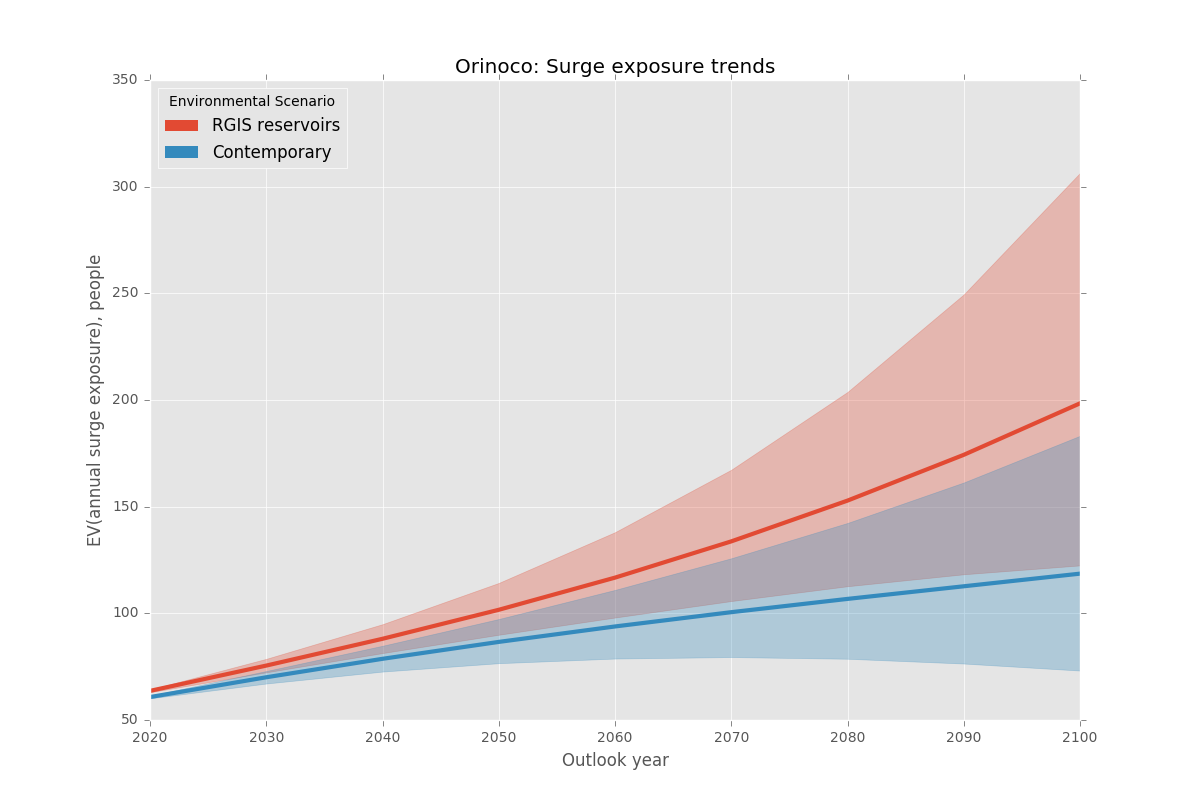 Orinoco: Surge exposure trends
Environmental Scenario
RGIS reservoirs
Contemporary
EV(annual surge exposure), people
350
300
250
200
150
100
50
2020 2030 2040 2050 2060 2070 2080 2090 2100
Outlook year